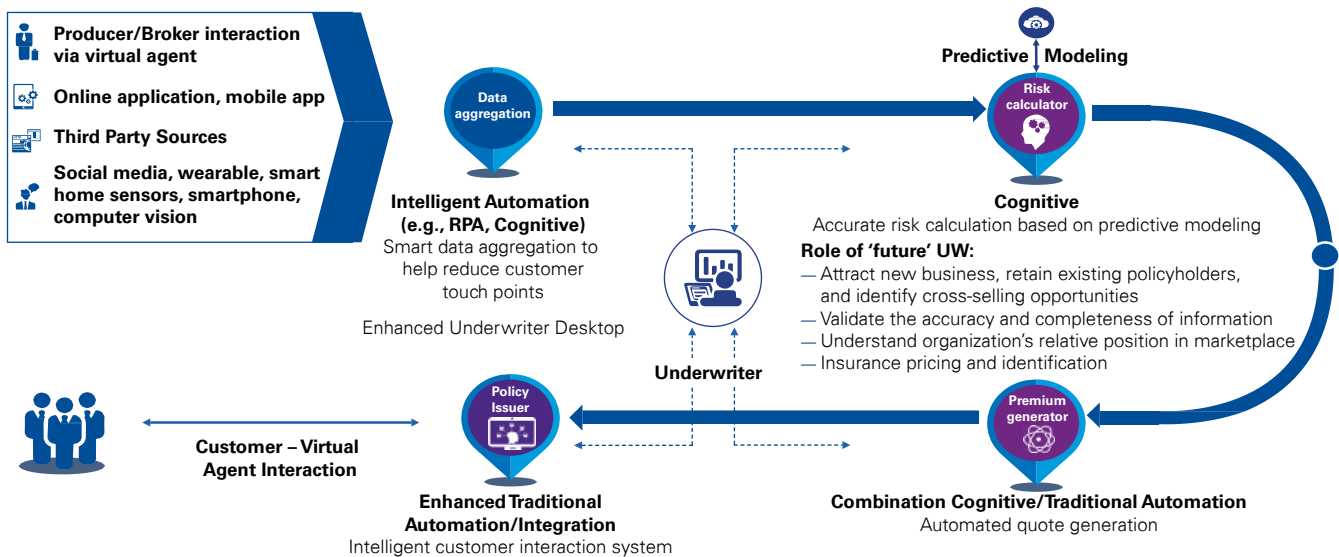 Producer/Broker interaction
via virtual agent
Online application, mobile app
Third Party Sources
Social media, wearable, smart
home sensors, smartphone,
computer vision
Data
aggregation
Intelligent Automation
(e.g., RPA, Cognitive)
Smart data aggregation to
help reduce customer
touch points
Enhanced Underwriter Desktop
Predictive Modeling
Risk
calculator
Cognitive
Accurate risk calculation based on predictive modeling
Role of ‘future’ UW:
— Attract new business, retain existing policyholders,
and identify cross-selling opportunities
— Validate the accuracy and completeness of information
— Understand organization’s relative position in marketplace
— Insurance pricing and identification
Underwriter
Premium
generator
Combination Cognitive/Traditional Automation
Automated quote generation
Policy
Issuer
Enhanced Traditional
Automation/Integration
Intelligent customer interaction system
Customer – Virtual
Agent Interaction